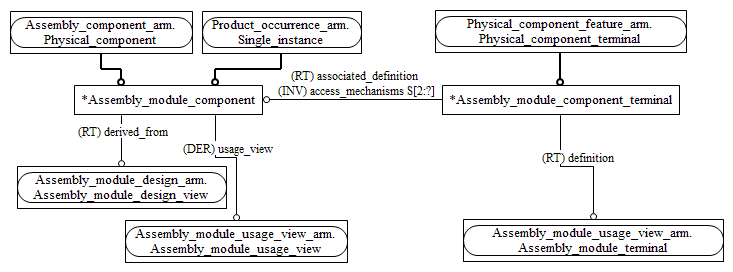 Assembly_component_arm.
Physical_component
Product_occurrence_arm.
Single_instance
Physical_component_feature_arm.
Physical_component_terminal
(RT) associated_definition
(INV) access_mechanisms S[2:?]
*Assembly_module_component
*Assembly_module_component_terminal
(RT) derived_from
(DER) usage_view
(RT) definition
Assembly_module_design_arm.
Assembly_module_design_view
Assembly_module_usage_view_arm.
Assembly_module_usage_view
Assembly_module_usage_view_arm.
Assembly_module_terminal